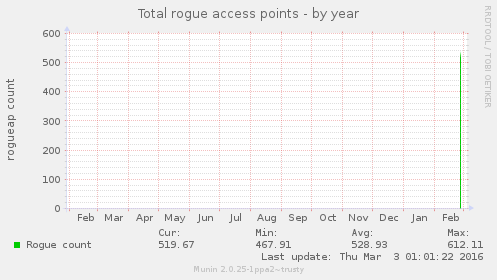 Total rogue access points - by year
RRDTOOL / TOBI OETIKER
rogueap count
600
500
400
300
200
100
0
Feb Mar Apr May Jun Jul Aug Sep Oct Nov Dec Jan Feb
Cur: Min: Avg: Max:
Rogue count 519.67 467.91 528.93 612.11
Last update: Thu Mar 3 01:01:22 2016
Munin 2.0.25-1ppa2~trusty